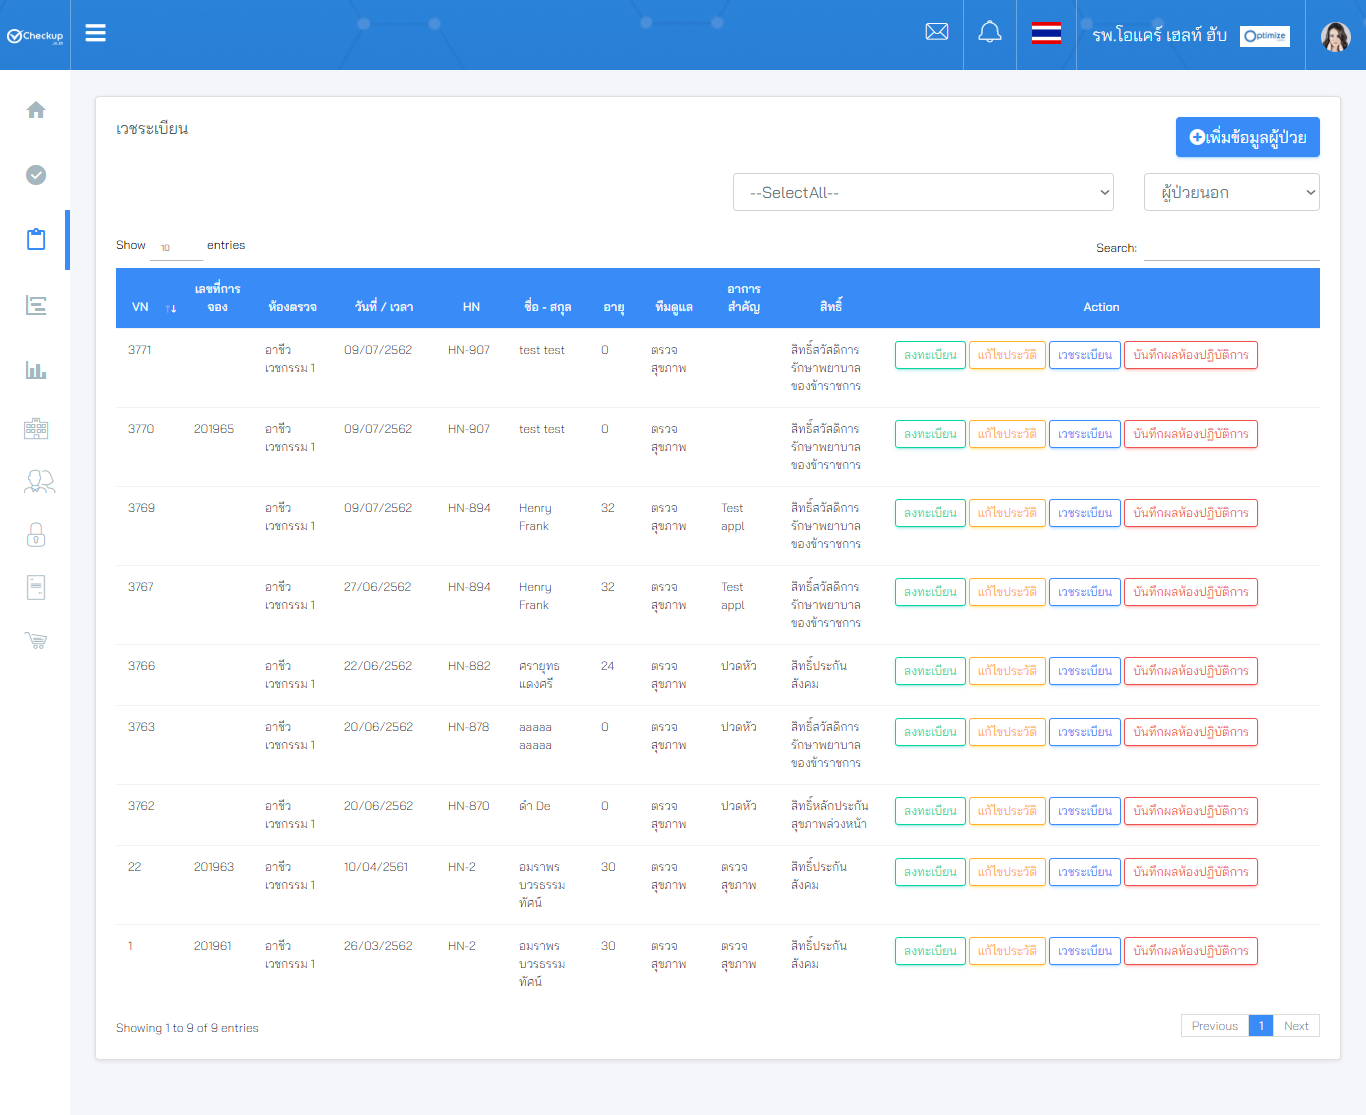 Checkup
รพ.โอแคร์ เฮลท์ ฮับ
Optimize
เวชระเบียน
เพิ่มข้อมูลผู้ป่วย
--SelectAll--
ผู้ป่วยนอก
Show 10 entries
Search:
VN เลขที่การจอง ห้องตรวจ วันที่ / เวลา HN ชื่อ - สกุล อายุ ทีมดูแล อาการสำคัญ สิทธิ์ Action
3771 อาชีว 09/07/2562 HN-907 test test 0 ตรวจ สิทธิ์สวัสดิการ ลงทะเบียน แก้ไขประวัติ เวชระเบียน บันทึกผลห้องปฏิบัติการ
เวชกรรม 1 สุขภาพ รักษาพยาบาล
ของข้าราชการ
3770 201965 อาชีว 09/07/2562 HN-907 test test 0 ตรวจ สิทธิ์สวัสดิการ ลงทะเบียน แก้ไขประวัติ เวชระเบียน บันทึกผลห้องปฏิบัติการ
เวชกรรม 1 สุขภาพ รักษาพยาบาล
ของข้าราชการ
3769 อาชีว 09/07/2562 HN-894 Henry 32 ตรวจ Test สิทธิ์สวัสดิการ ลงทะเบียน แก้ไขประวัติ เวชระเบียน บันทึกผลห้องปฏิบัติการ
เวชกรรม 1 Frank สุขภาพ appl รักษาพยาบาล
ของข้าราชการ
3767 อาชีว 27/06/2562 HN-894 Henry 32 ตรวจ Test สิทธิ์สวัสดิการ ลงทะเบียน แก้ไขประวัติ เวชระเบียน บันทึกผลห้องปฏิบัติการ
เวชกรรม 1 Frank สุขภาพ appl รักษาพยาบาล
ของข้าราชการ
3766 อาชีว 22/06/2562 HN-882 ศรายุทธ 24 ตรวจ ปวดหัว สิทธิ์ประกัน ลงทะเบียน แก้ไขประวัติ เวชระเบียน บันทึกผลห้องปฏิบัติการ
เวชกรรม 1 แดงศรี สุขภาพ สังคม
3763 อาชีว 20/06/2562 HN-878 aaaaa 0 ตรวจ ปวดหัว สิทธิ์สวัสดิการ ลงทะเบียน แก้ไขประวัติ เวชระเบียน บันทึกผลห้องปฏิบัติการ
เวชกรรม 1 aaaaa สุขภาพ รักษาพยาบาล
ของข้าราชการ
3762 อาชีว 20/06/2562 HN-870 ดำ De 0 ตรวจ ปวดหัว สิทธิ์หลักประกัน ลงทะเบียน แก้ไขประวัติ เวชระเบียน บันทึกผลห้องปฏิบัติการ
เวชกรรม 1 สุขภาพ สุขภาพล่วงหน้า
22 201963 อาชีว 10/04/2561 HN-2 อมราพร 30 ตรวจ ตรวจ สิทธิ์ประกัน ลงทะเบียน แก้ไขประวัติ เวชระเบียน บันทึกผลห้องปฏิบัติการ
เวชกรรม 1 บวรธรรม สุขภาพ สุขภาพ สังคม
ทัศน์
1 201961 อาชีว 26/03/2562 HN-2 อมราพร 30 ตรวจ ตรวจ สิทธิ์ประกัน ลงทะเบียน แก้ไขประวัติ เวชระเบียน บันทึกผลห้องปฏิบัติการ
เวชกรรม 1 บวรธรรม สุขภาพ สุขภาพ สังคม
ทัศน์
Showing 1 to 9 of 9 entries
Previous 1 Next